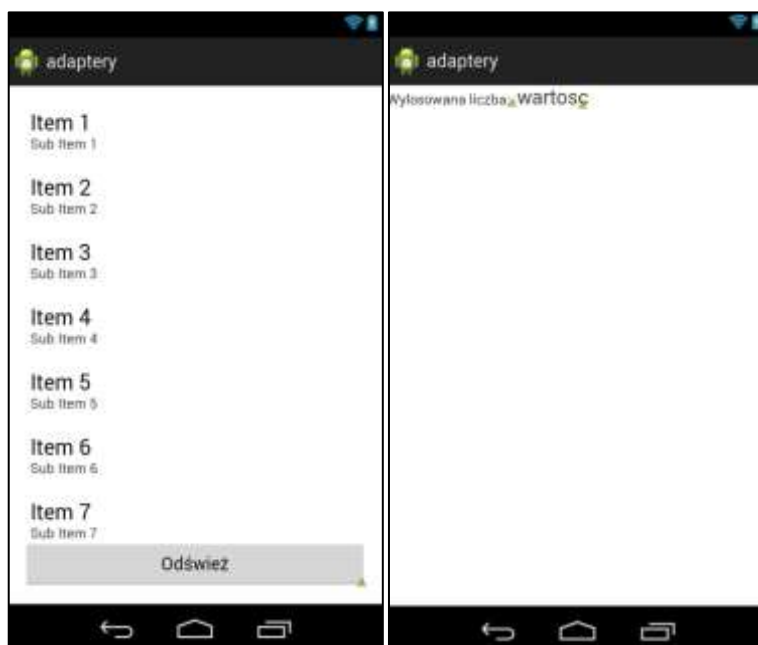 adaptery
Item 1
Sub Item 1
Item 2
Sub Item 2
Item 3
Sub Item 3
Item 4
Sub Item 4
Item 5
Sub Item 5
Item 6
Sub Item 6
Item 7
Sub Item 7
Odśwież
adaptery
Wylosowana liczba: wartosc